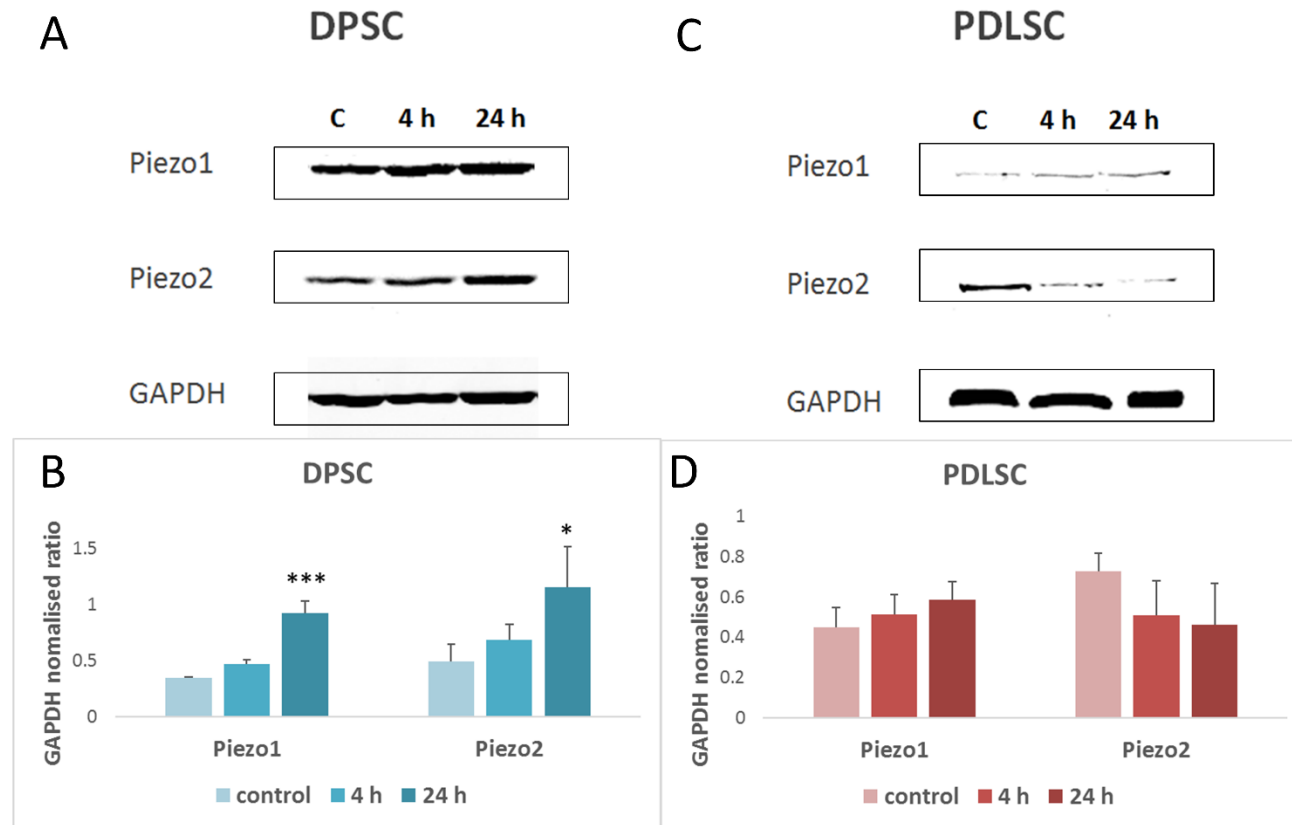 A
DPSC
C 4 h 24 h
Piezo1
Piezo2
GAPDH
C
PDLSC
C 4 h 24 h
Piezo1
Piezo2
GAPDH
B
DPSC
GAPDH nomalised ratio
1.5
1
0.5
0
***
*
Piezo1 Piezo2
control 4 h 24 h
D
PDLSC
GAPDH nomalised ratio
1
0.8
0.6
0.4
0.2
0
Piezo1 Piezo2
control 4 h 24 h